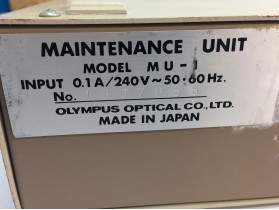 MAINTENANCE UNIT
MODEL MU-1
INPUT 0.1A/240V~50·60Hz.
No.
OLYMPUS OPTICAL CO., LTD.
MADE IN JAPAN